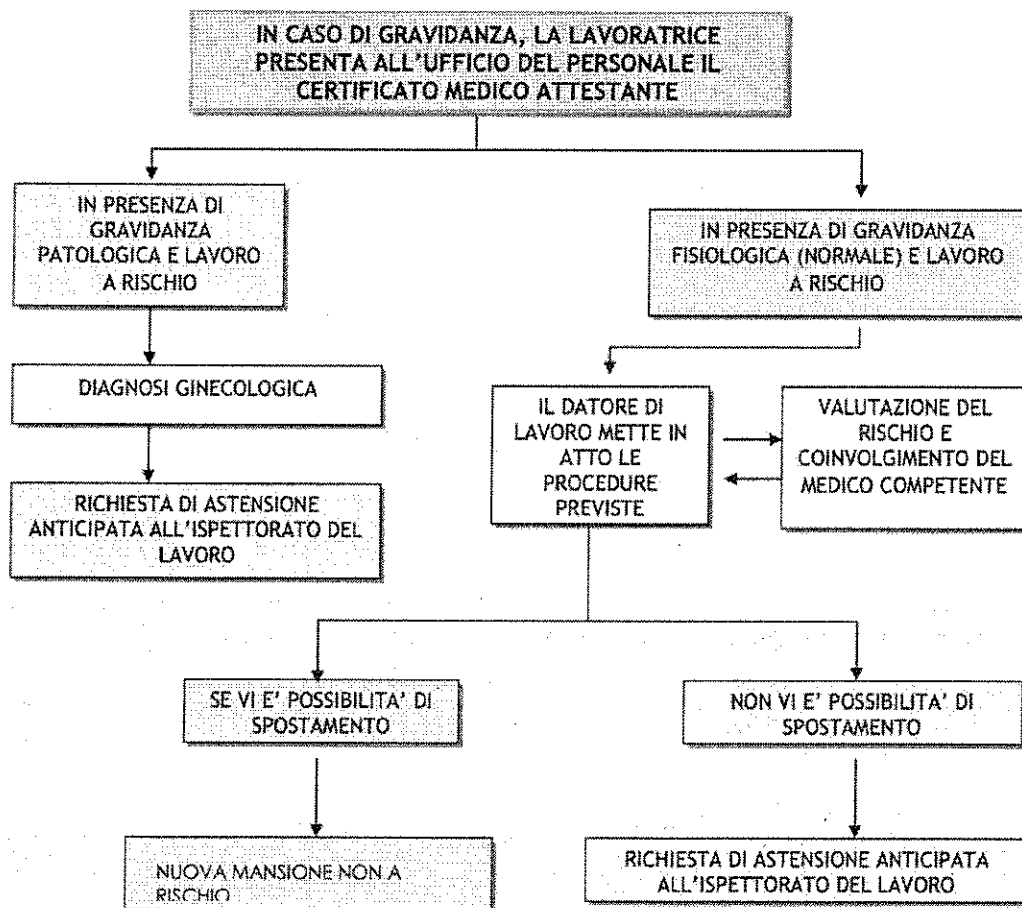 IN CASO DI GRAVIDANZA, LA LAVORATRICE
PRESENTA ALL'UFFICIO DEL PERSONALE IL
CERTIFICATO MEDICO ATTESTANTE
IN PRESENZA DI
GRAVIDANZA
PATOLOGICA E LAVORO
A RISCHIO
IN PRESENZA DI GRAVIDANZA
FISIOLOGICA (NORMALE) E LAVORO
A RISCHIO
DIAGNOSI GINECOLOGICA
IL DATORE DI
LAVORO METTE IN
ATTO LE
PROCEDURE
PREVISTE
VALUTAZIONE DEL
RISCHIO E
COINVOLGIMENTO DEL
MEDICO COMPETENTE
RICHIESTA DI ASTENSIONE
ANTICIPATA ALL'ISPETTORATO DEL
LAVORO
SE VI E' POSSIBILITA' DI
SPOSTAMENTO
NON VI E' POSSIBILITA' DI
SPOSTAMENTO
NUOVA MANSIONE NON A
RISCHIO
RICHIESTA DI ASTENSIONE ANTICIPATA
ALL'ISPETTORATO DEL LAVORO